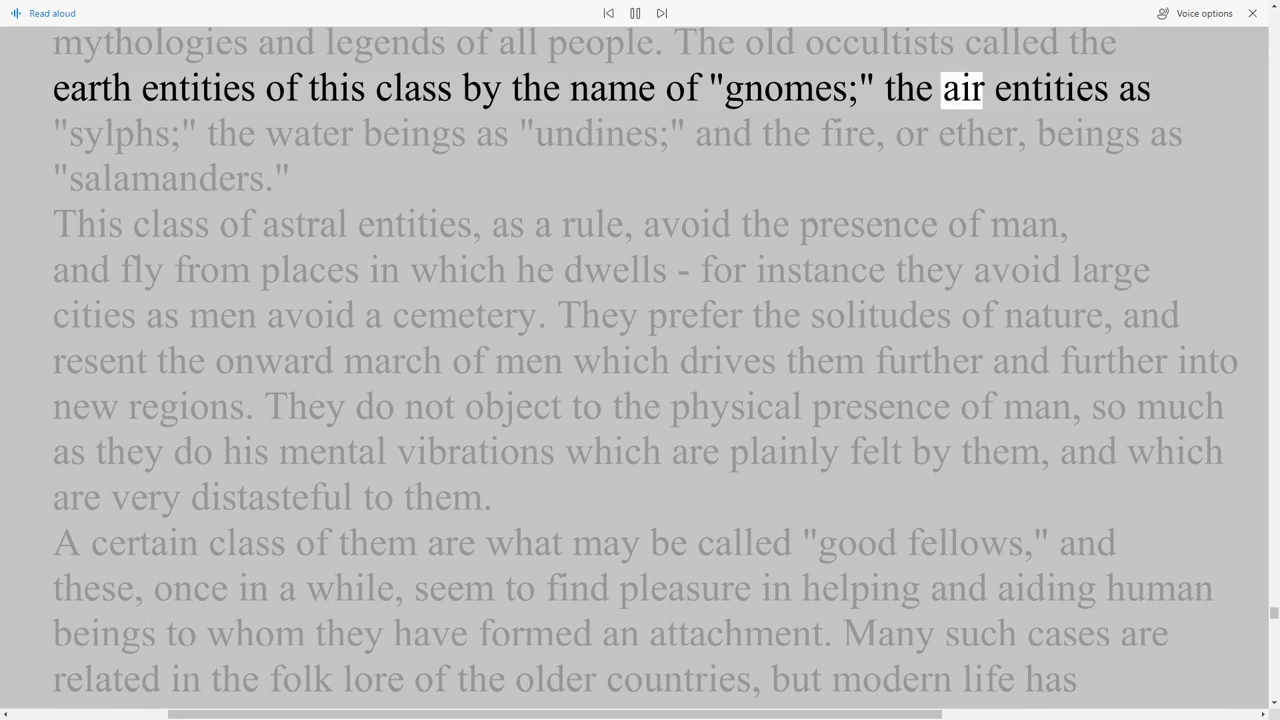 Read aloud
Voice options
mythologies and legends of all people. The old occultists called the
earth entities of this class by the name of "gnomes;" the air entities as
"sylphs;" the water beings as "undines;" and the fire, or ether, beings as
"salamanders."
This class of astral entities, as a rule, avoid the presence of man,
and fly from places in which he dwells - for instance they avoid large
cities as men avoid a cemetery. They prefer the solitudes of nature, and
resent the onward march of men which drives them further and further into
new regions. They do not object to the physical presence of man, so much
as they do his mental vibrations which are plainly felt by them, and which
are very distasteful to them.
A certain class of them are what may be called "good fellows," and
these, once in a while, seem to find pleasure in helping and aiding human
beings to whom they have formed an attachment. Many such cases are
related in the folk lore of the older countries, but modern life has